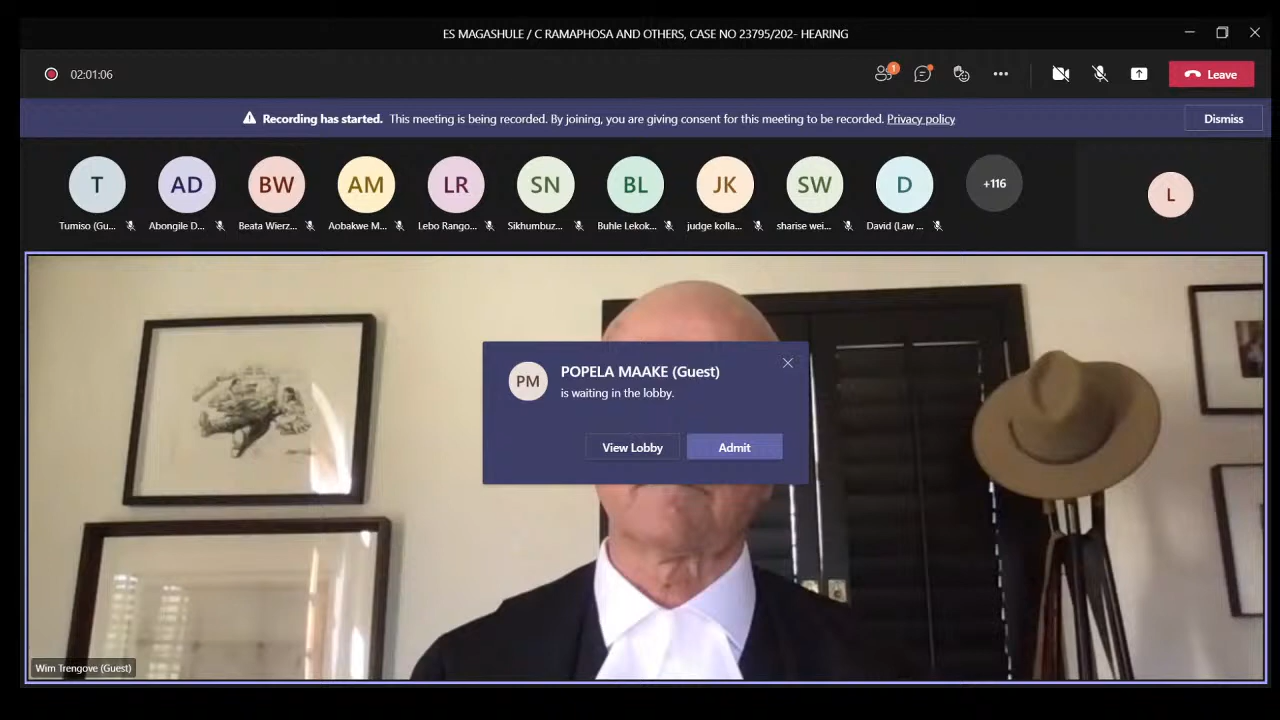 ES MAGASHULE / C RAMAPHOSA AND OTHERS, CASE NO 23795/202- HEARING
02:01:06
1
Leave
Recording has started. This meeting is being recorded. By joining, you are giving consent for this meeting to be recorded. Privacy policy
Dismiss
T
AD
BW
AM
LR
SN
BL
JK
SW
D
+116
L
Tumiso (Gu...
Abongile D...
Beata Wierz...
Aobakwe M...
Lebo Rango...
Sikhumbuz...
Buhle Lekok...
judge kolla...
sharise wei...
David (Law ...
PM
POPELA MAAKE (Guest)
is waiting in the lobby.
View Lobby
Admit
Wim Trengove (Guest)